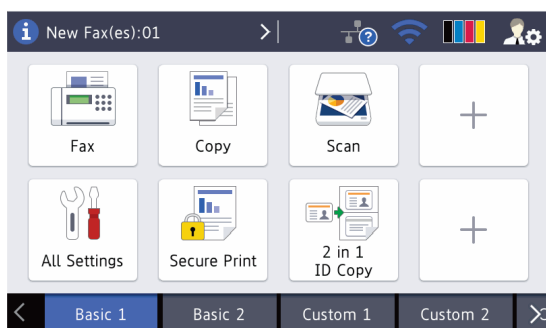 i New Fax(es):01 >
?
Fax
Copy
Scan
+
All Settings
Secure Print
2 in 1
ID Copy
+
< Basic 1 Basic 2 Custom 1 Custom 2 >